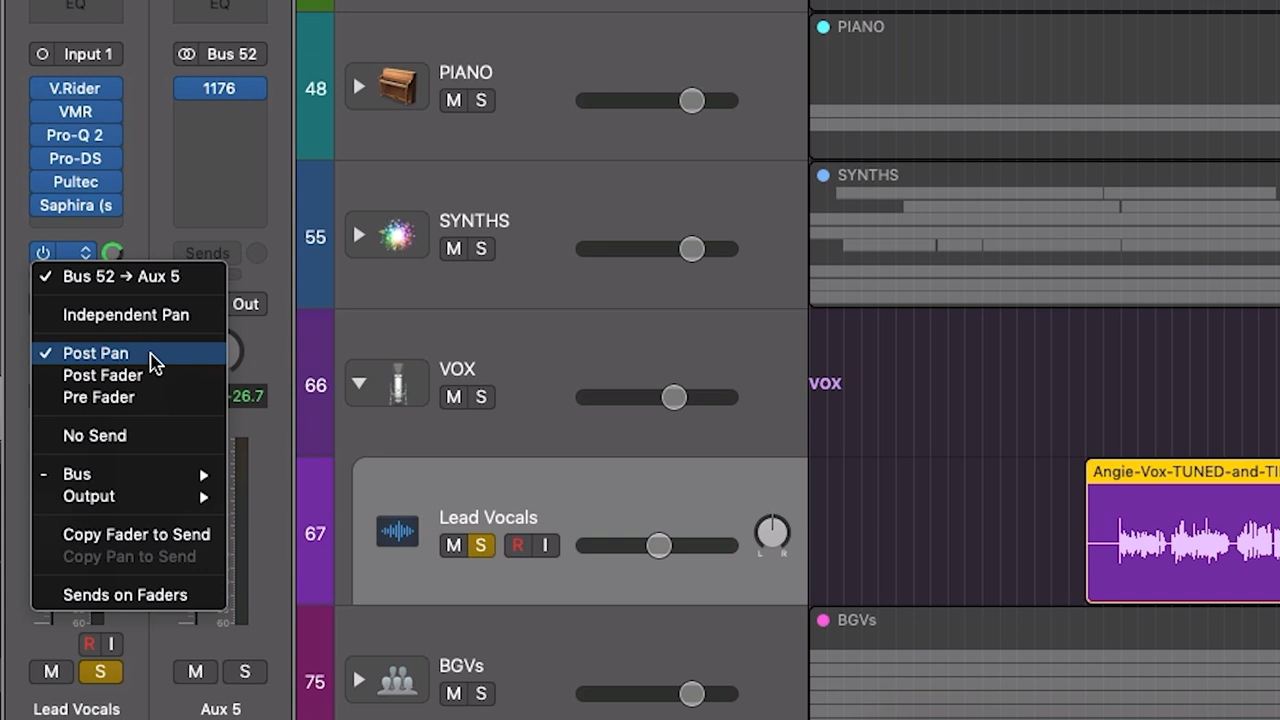 EQ
EQ
Input 1
Bus 52
V.Rider
VMR
Pro-Q 2
Pro-DS
Pultec
Saphira (s
1176
Sends
Bus 52 → Aux 5
Independent Pan
Post Pan
Post Fader
Pre Fader
No Send
- Bus
Output
Copy Fader to Send
Copy Pan to Send
Sends on Faders
Out
-26.7
60-
60-
R I
M S
M S
Lead Vocals
Aux 5
48
PIANO
M S
55
SYNTHS
M S
66
VOX
M S
67
Lead Vocals
M S R I
L R
75
BGVs
M S
PIANO
SYNTHS
VOX
Angie-Vox-TUNED-and-TI
BGVs